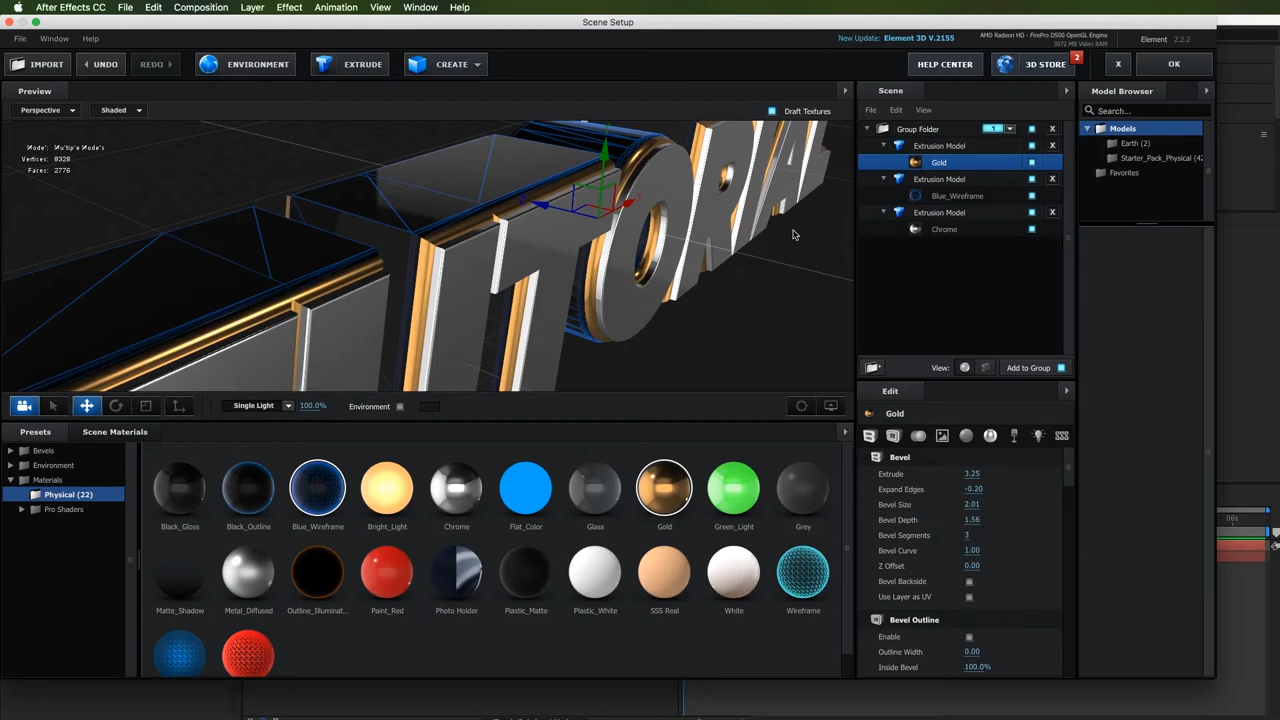 After Effects CC File Edit Composition Layer Effect Animation View Window Help
Scene Setup
File Window Help
New Update: Element 3D V.2155
AMD Radeon HD - FirePro D500 OpenGL Engine
3072 MB Video RAM
Element 2.2.2
IMPORT UNDO REDO ENVIRONMENT EXTRUDE CREATE HELP CENTER 3D STORE 2 X OK
Preview
Scene
Model Browser
Perspective Shaded Draft Textures
File Edit View
Search...
Vertices: 8328
Faces: 2776
Group Folder 1 X
Extrusion Model X
Gold
Extrusion Model X
Blue_Wireframe
Extrusion Model X
Chrome
Models
Earth (2)
Starter_Pack_Physical (42
Favorites
View: Add to Group
Single Light 100.0% Environment
Presets Scene Materials
Bevels
Environment
Materials
Physical (22)
Pro Shaders
Black_Gloss Black_Outline Blue_Wireframe Bright_Light Chrome Flat_Color Glass Gold Green_Light Grey
Matte_Shadow Metal_Diffused Outline_Illuminat... Paint_Red Photo Holder Plastic_Matte Plastic_White SSS Real White Wireframe
Edit
Gold
Bevel
Extrude 3.25
Expand Edges -0.20
Bevel Size 2.01
Bevel Depth 1.56
Bevel Segments 3
Bevel Curve 1.00
Z Offset 0.00
Bevel Backside
Use Layer as UV
Bevel Outline
Enable
Outline Width 0.00
Inside Bevel 100.0%
06s